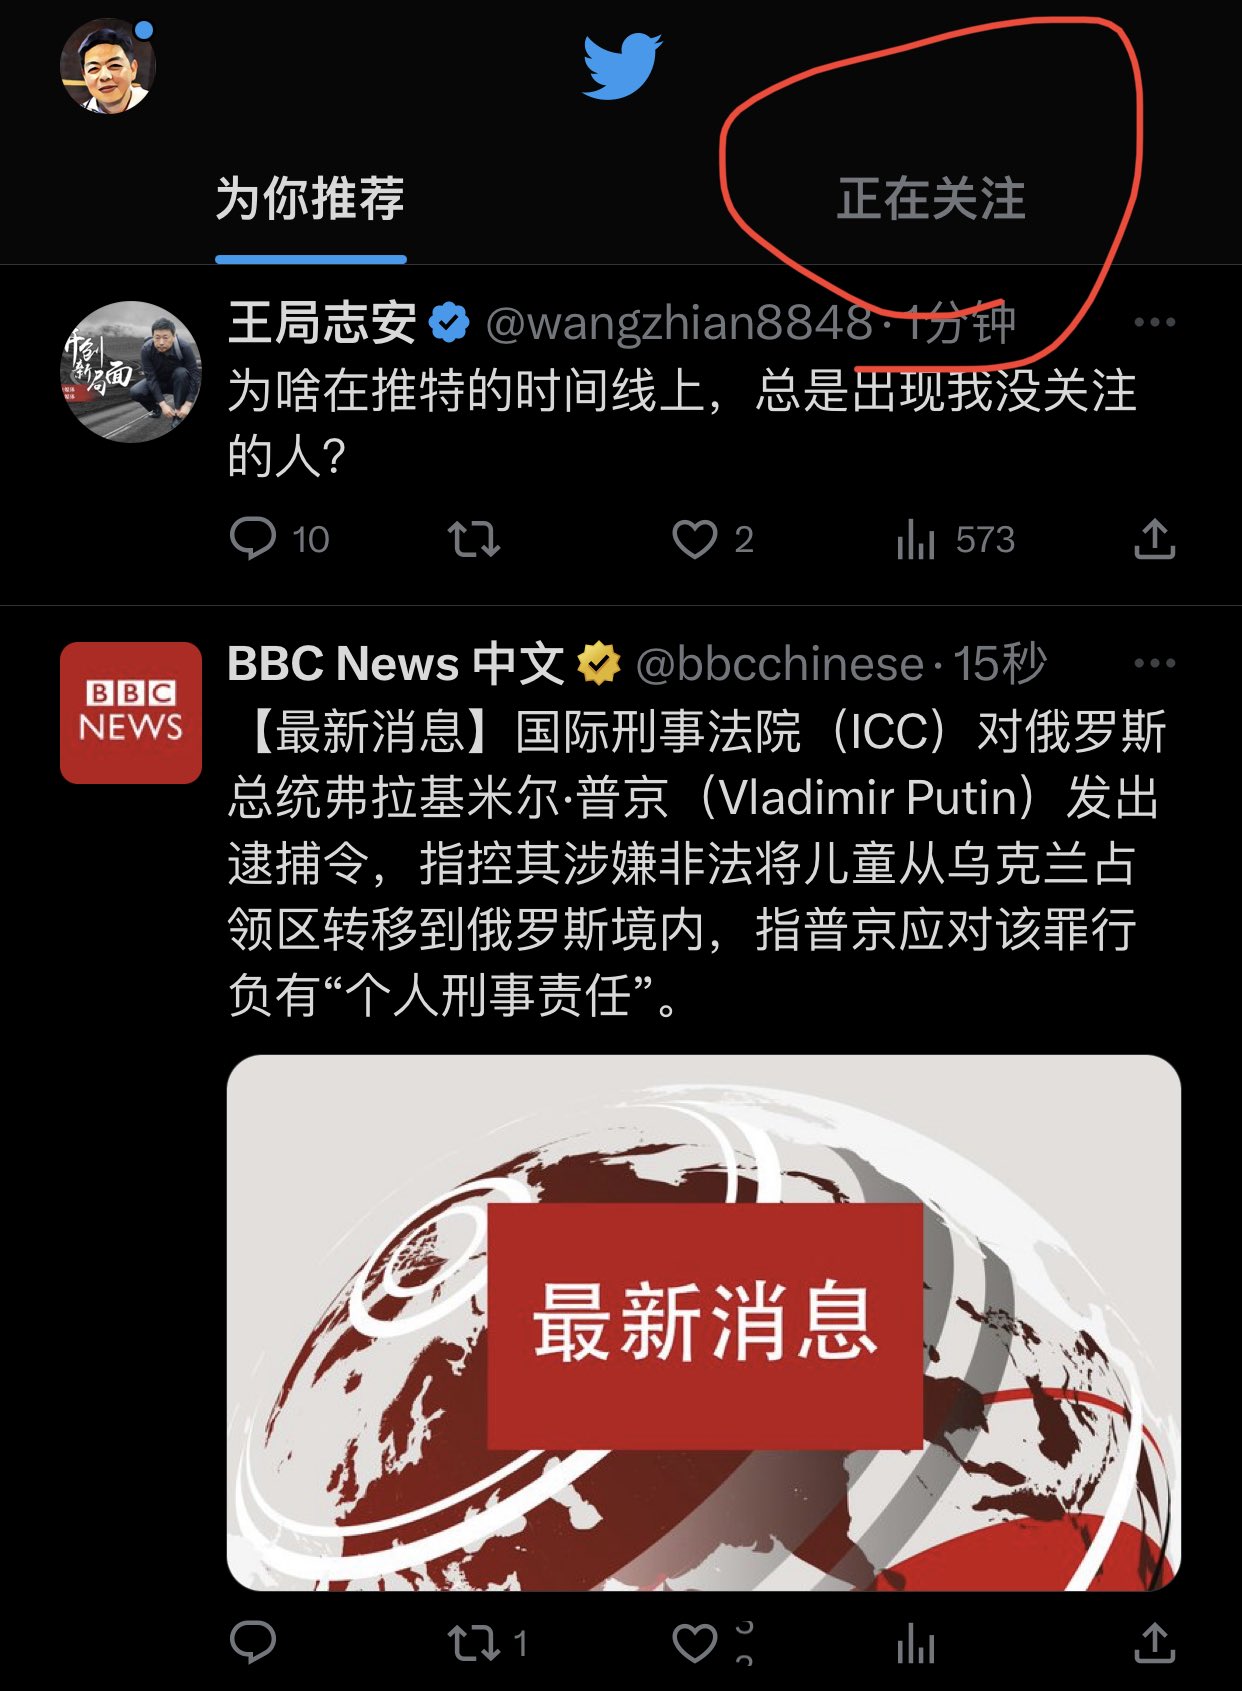 为你推荐
正在关注
王局志安 @wangzhian8848 · 1分钟
为啥在推特的时间线上，总是出现我没关注
的人？
10 2 573
BBC
NEWS
BBC News 中文 @bbcchinese · 15秒
【最新消息】国际刑事法院（ICC）对俄罗斯
总统弗拉基米尔·普京（Vladimir Putin）发出
逮捕令，指控其涉嫌非法将儿童从乌克兰占
领区转移到俄罗斯境内，指普京应对该罪行
负有“个人刑事责任”。
最新消息
1